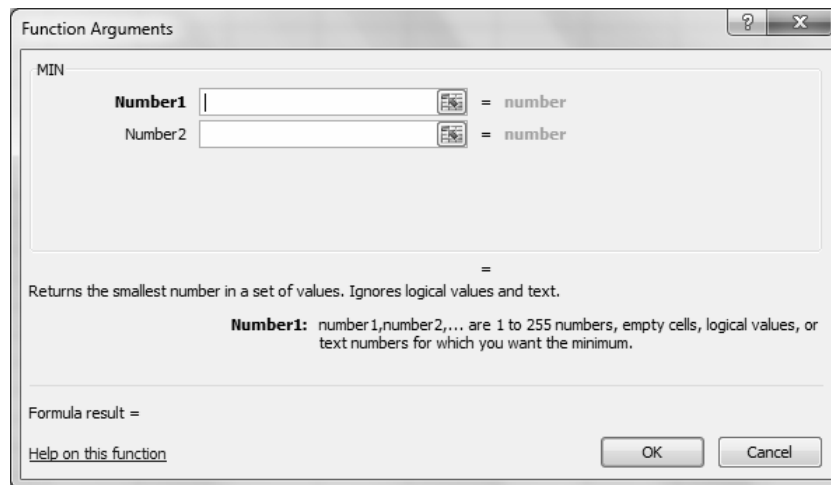 Function Arguments
MIN
Number1 = number
Number2 = number
=
Returns the smallest number in a set of values. Ignores logical values and text.
Number1: number1,number2,... are 1 to 255 numbers, empty cells, logical values, or
text numbers for which you want the minimum.
Formula result =
Help on this function
OK Cancel